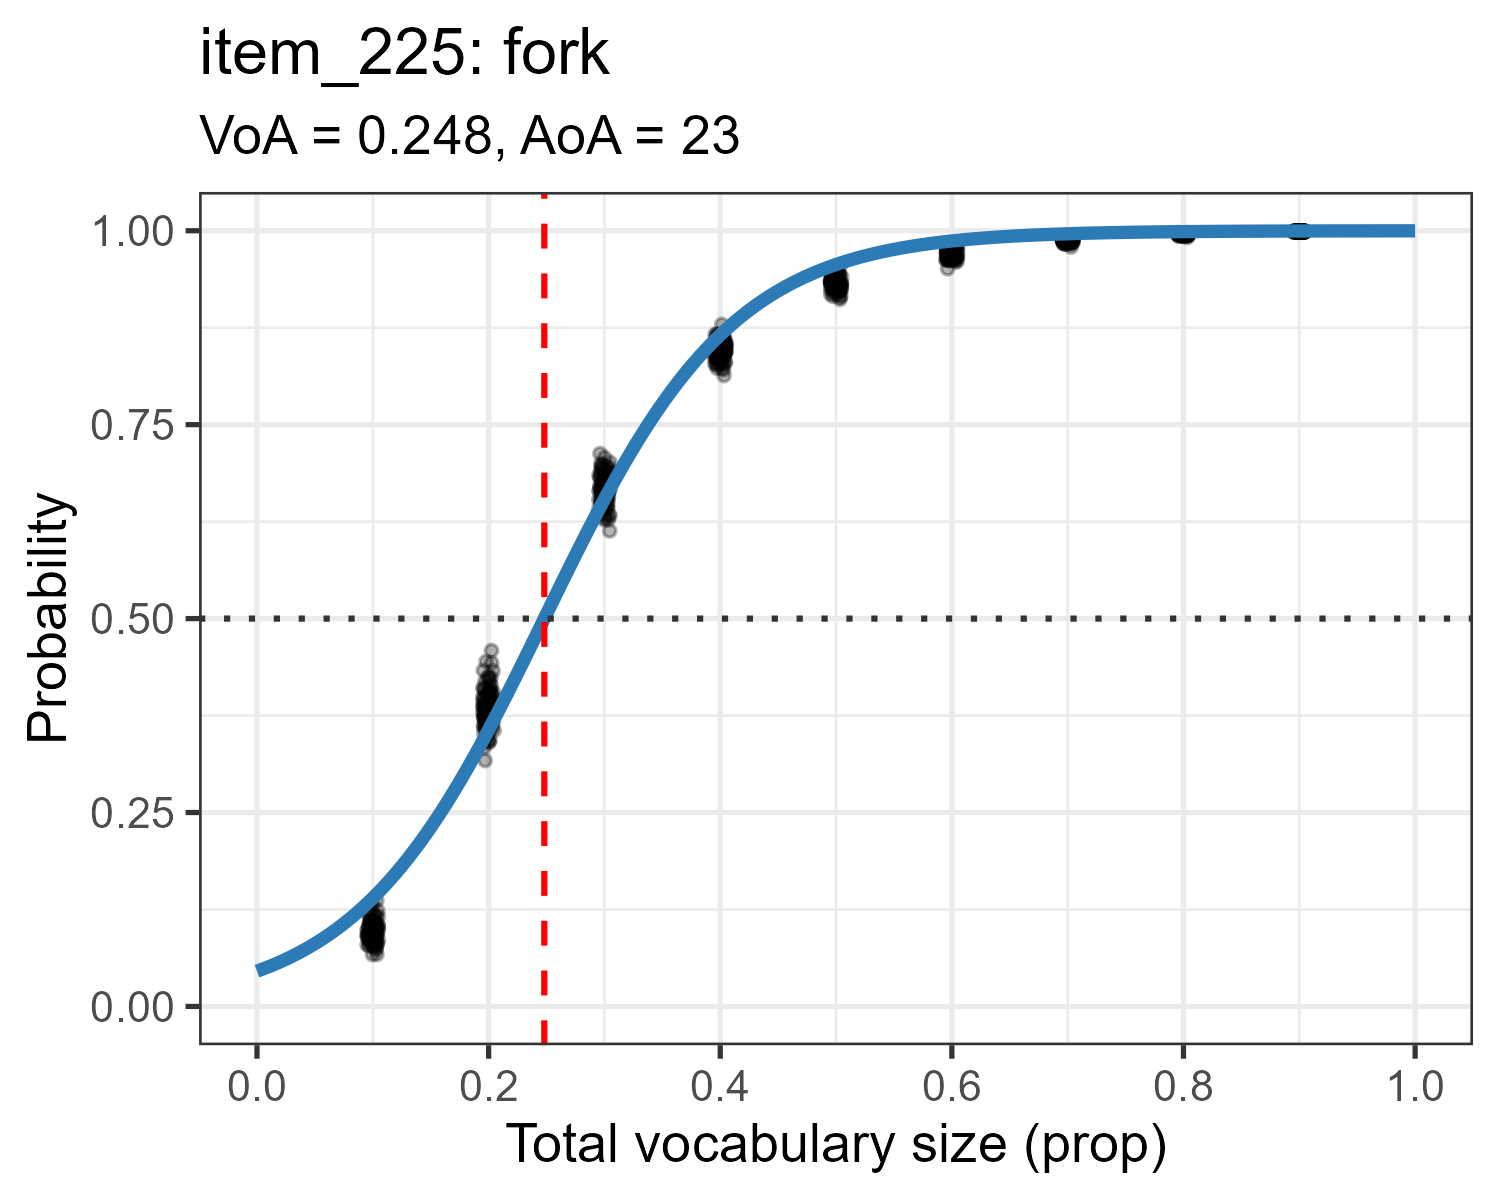 item_225: fork
VoA = 0.248, AoA = 23
1.00
0.75
0.50
0.25
0.00
Probability
0.0 0.2 0.4 0.6 0.8 1.0
Total vocabulary size (prop)